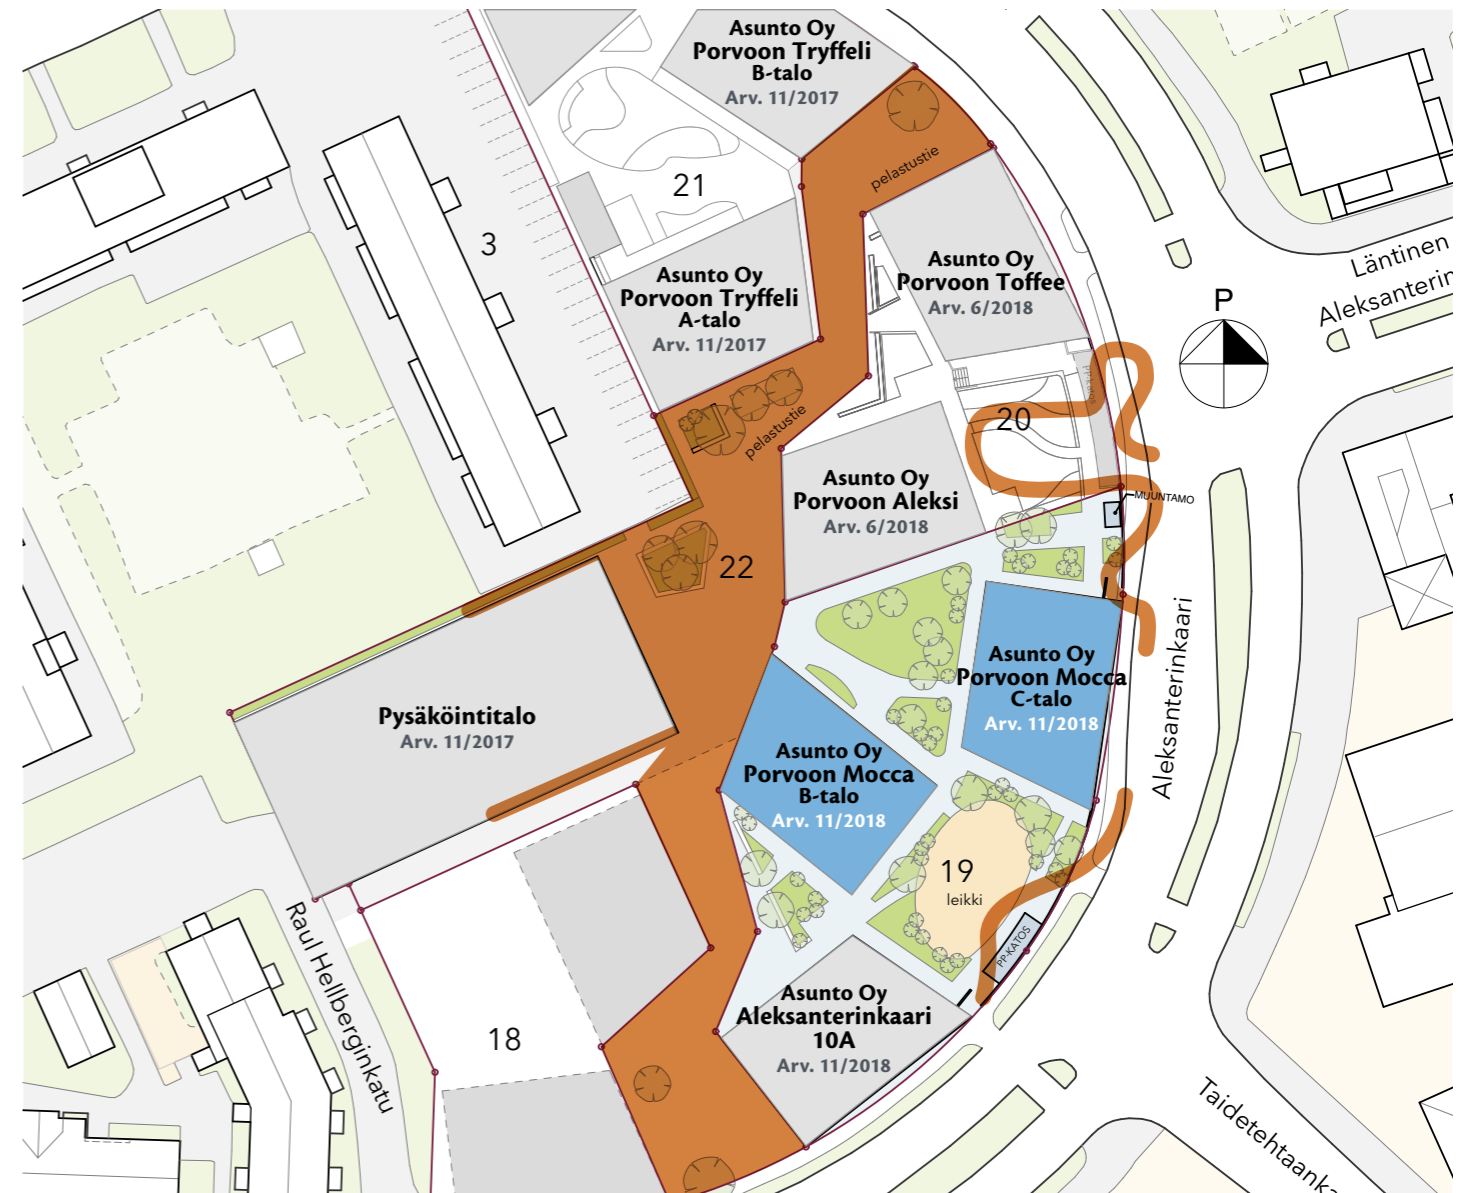 Asunto Oy
Porvoon Tryffeli
B-talo
Arv. 11/2017
pelastustie
21
3
Asunto Oy
Porvoon Tryffeli
A-talo
Arv. 11/2017
Asunto Oy
Porvoon Toffee
Arv. 6/2018
Läntinen
Aleksanterin
P
PP-KATOS
20
pelastustie
Asunto Oy
Porvoon Aleksi
Arv. 6/2018
MUUNTAMO
22
Asunto Oy
Porvoon Mocca
C-talo
Arv. 11/2018
Aleksanterinkaari
Pysäköintitalo
Arv. 11/2017
Asunto Oy
Porvoon Mocca
B-talo
Arv. 11/2018
19
leikki
PP-KATOS
Raul Hellberginkatu
18
Asunto Oy
Aleksanterinkaari
10A
Arv. 11/2018
Taidetehtaanka